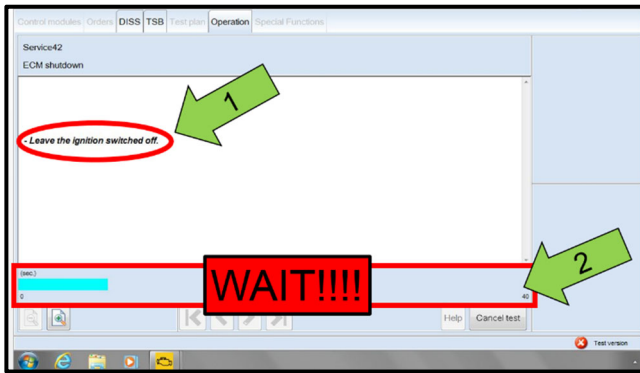 Control modules Orders DISS TSB Test plan Operation Special Functions
Service42
ECM shutdown
1
- Leave the ignition switched off.
2
(sec.)
WAIT!!!!
0 40
Help Cancel test
Test version